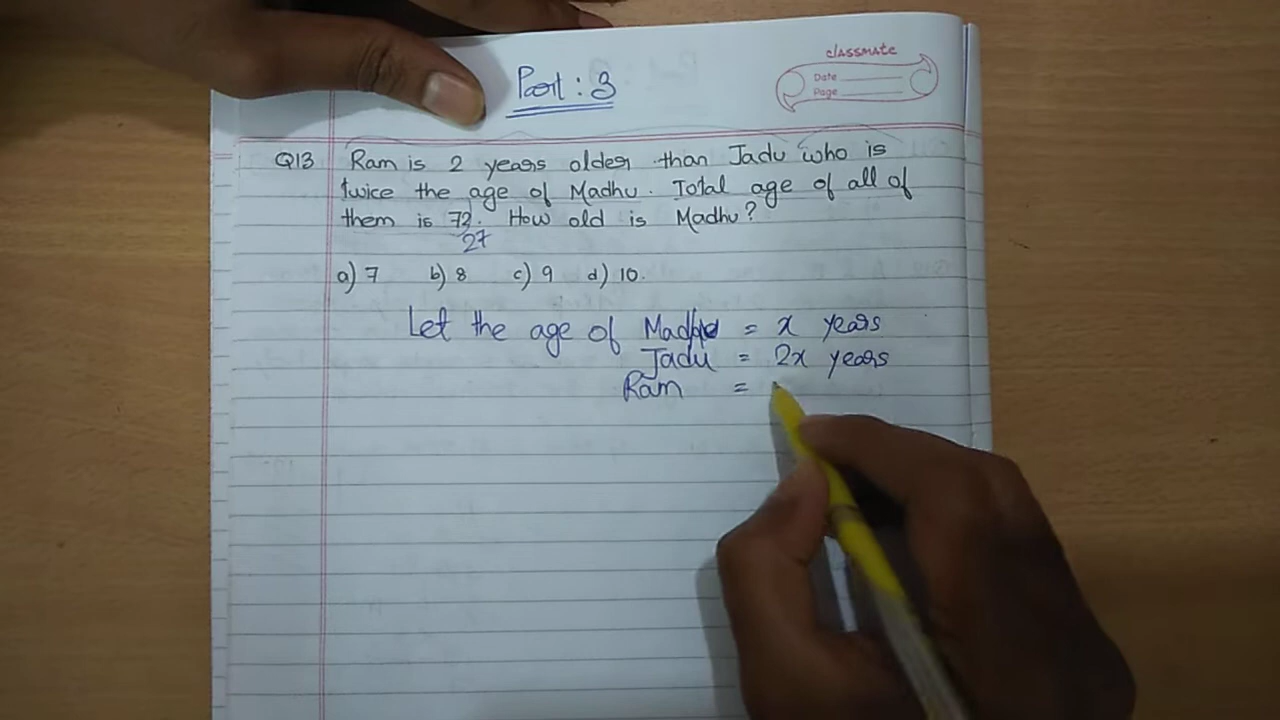 Part : 3
classmate
Date
Page
Q13 Ram is 2 years older than Jadu who is
twice the age of Madhu. Total age of all of
them is 72. How old is Madhu?
27
a) 7 b) 8 c) 9 d) 10.
Let the age of Madhu = x years
Jadu = 2x years
Ram =